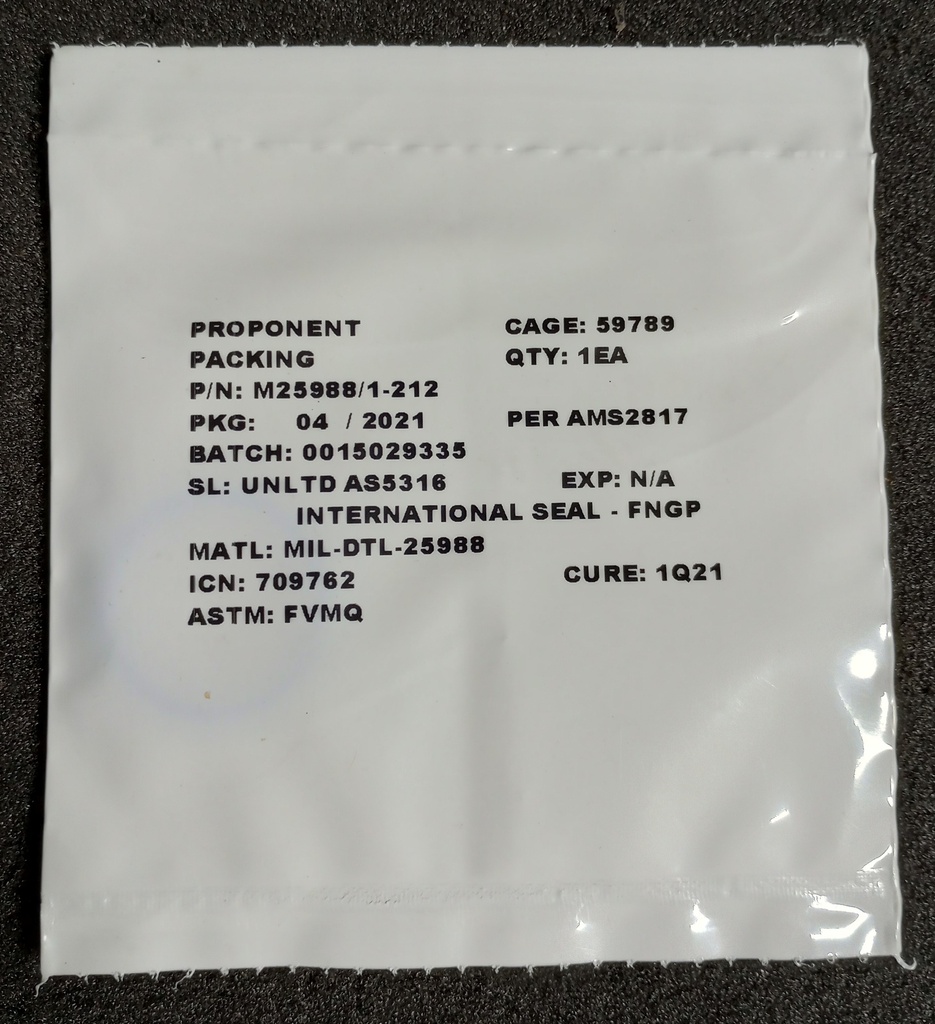 PROPONENT CAGE: 59789
PACKING QTY: 1EA
P/N: M25988/1-212
PKG: 04 / 2021 PER AMS2817
BATCH: 0015029335
SL: UNLTD AS5316 EXP: N/A
INTERNATIONAL SEAL - FNGP
MATL: MIL-DTL-25988
ICN: 709762 CURE: 1Q21
ASTM: FVMQ